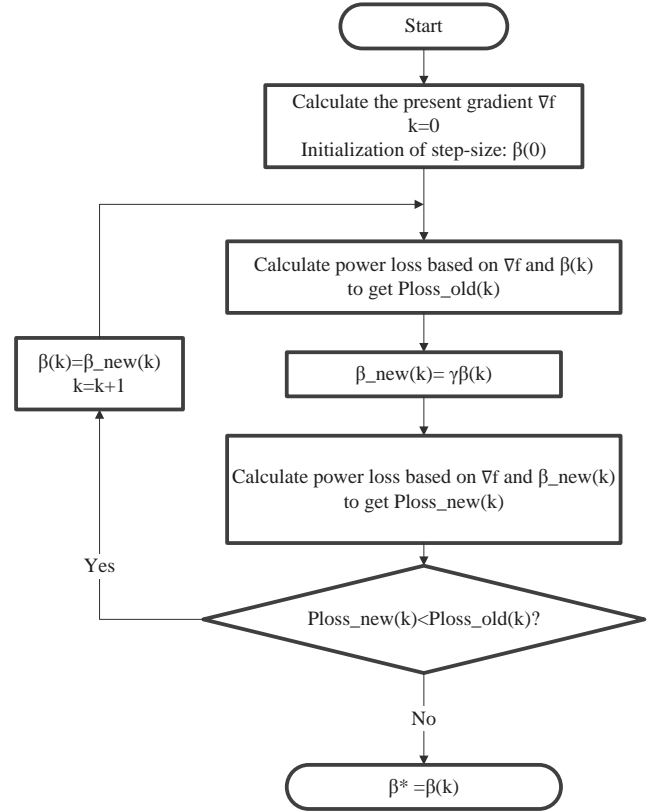 Start
Calculate the present gradient ∇f
k=0
Initialization of step-size: β(0)
Calculate power loss based on ∇f and β(k)
to get Ploss_old(k)
β(k)=β_new(k)
k=k+1
β_new(k)= γβ(k)
Calculate power loss based on ∇f and β_new(k)
to get Ploss_new(k)
Yes
Ploss_new(k)<Ploss_old(k)?
No
β* =β(k)